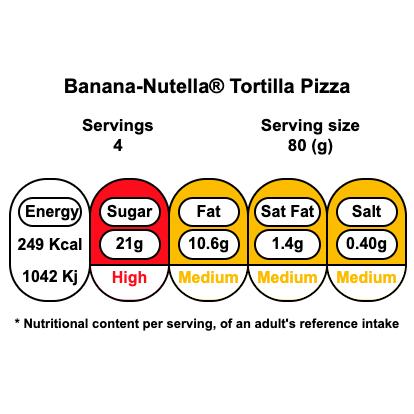 Banana-Nutella® Tortilla Pizza
Servings Serving size
4 80 (g)
Energy Sugar Fat Sat Fat Salt
249 Kcal 21g 10.6g 1.4g 0.40g
1042 Kj High Medium Medium Medium
* Nutritional content per serving, of an adult's reference intake